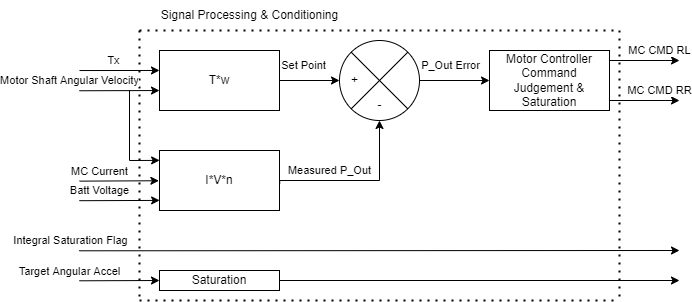 Signal Processing & Conditioning
Tx
Motor Shaft Angular Velocity
T*w
Set Point
+
-
P_Out Error
Motor Controller
Command
Judgement &
Saturation
MC CMD RL
MC CMD RR
MC Current
Batt Voltage
I*V*n
Measured P_Out
Integral Saturation Flag
Target Angular Accel
Saturation